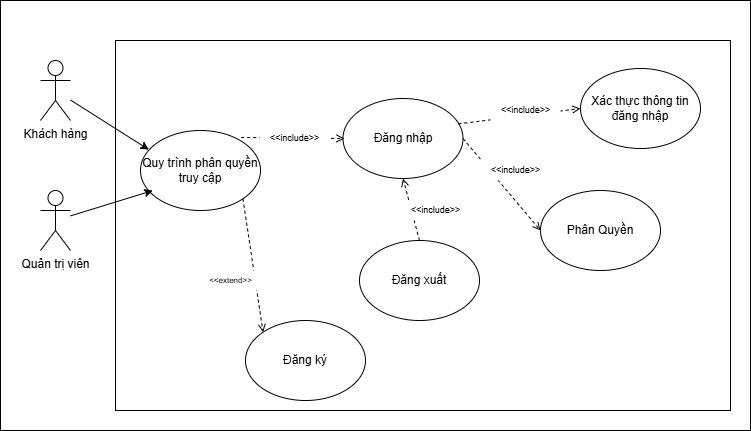 Khách hàng
Quản trị viên
Quy trình phân quyền
truy cập
<<include>>
Đăng nhập
<<include>>
Xác thực thông tin
đăng nhập
<<include>>
Phân Quyền
<<include>>
Đăng xuất
<<extend>>
Đăng ký